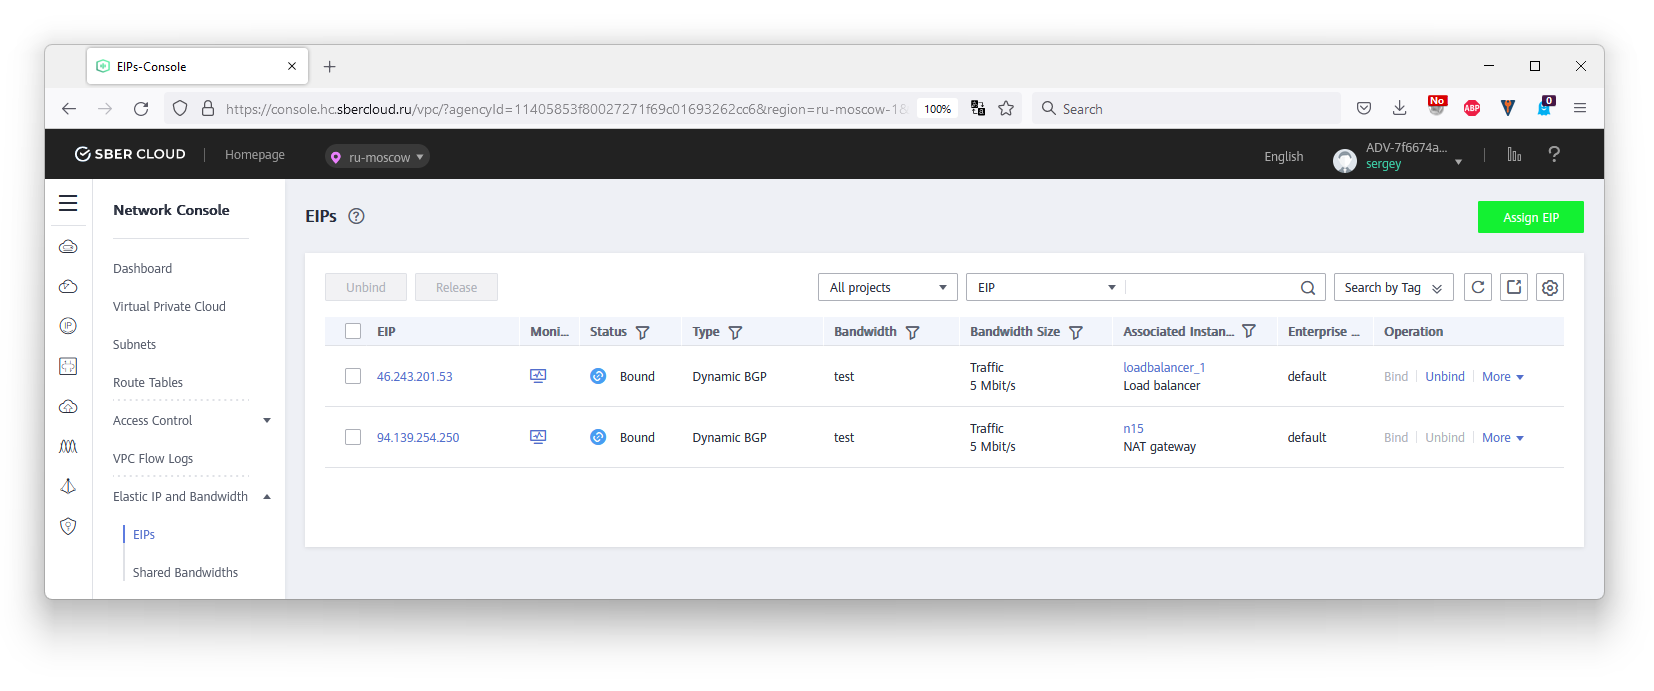 EIPs-Console
https://console.hc.sbercloud.ru/vpc/?agencyId=11405853f80027271f69c01693262cc6&region=ru-moscow-1&
100%
Search
No
ABP
0
SBER CLOUD
Homepage
ru-moscow
English
ADV-7f6674a...
sergey
?
Network Console
Dashboard
Virtual Private Cloud
Subnets
Route Tables
Access Control
VPC Flow Logs
Elastic IP and Bandwidth
EIPs
Shared Bandwidths
IP
EIPs ?
Assign EIP
Unbind Release All projects EIP Search by Tag
EIP Moni... Status Type Bandwidth Bandwidth Size Associated Instan... Enterprise ... Operation
46.243.201.53 Bound Dynamic BGP test Traffic 5 Mbit/s loadbalancer_1 Load balancer default Bind Unbind More
94.139.254.250 Bound Dynamic BGP test Traffic 5 Mbit/s n15 NAT gateway default Bind Unbind More